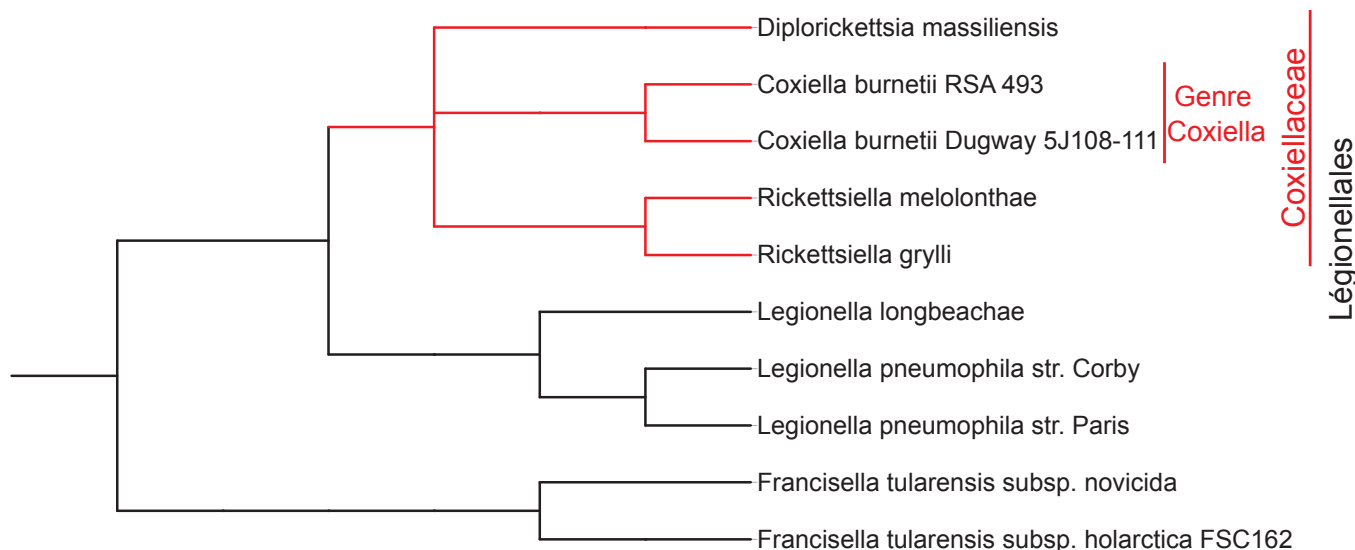 Diplorickettsia massiliensis
Coxiella burnetii RSA 493
Coxiella burnetii Dugway 5J108-111
Genre
Coxiella
Rickettsiella melolonthae
Rickettsiella grylli
Coxiellaceae
Légionellales
Legionella longbeachae
Legionella pneumophila str. Corby
Legionella pneumophila str. Paris
Francisella tularensis subsp. novicida
Francisella tularensis subsp. holarctica FSC162